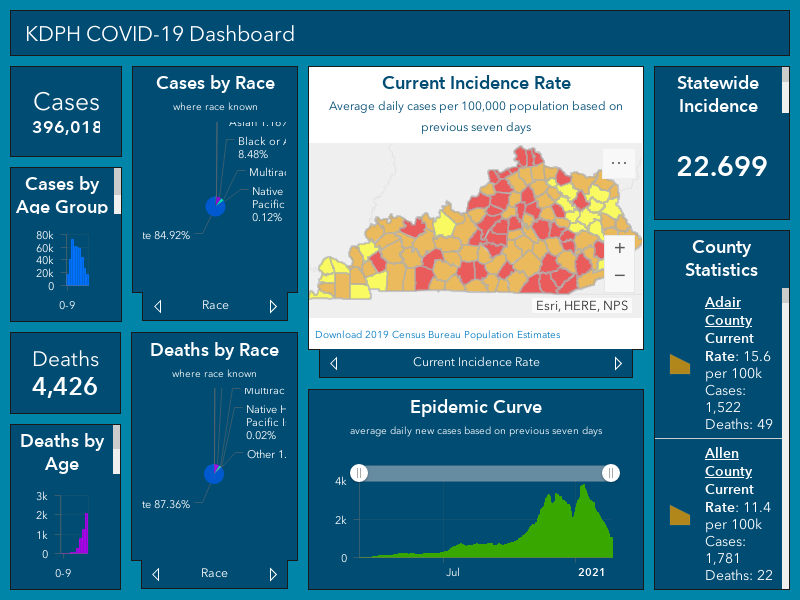 KDPH COVID-19 Dashboard
Cases
396,018
Cases by
Age Group
80k
60k
40k
20k
0
0-9
Deaths
4,426
Deaths by
Age
3k
2k
1k
0
0-9
Cases by Race
where race known
Black or A
8.48%
Multirac
Native
Pacific
0.12%
te 84.92%
Race
Deaths by Race
where race known
Multirac
Native H
Pacific I
0.02%
Other 1.
te 87.36%
Race
Current Incidence Rate
Average daily cases per 100,000 population based on
previous seven days
Esri, HERE, NPS
Download 2019 Census Bureau Population Estimates
Current Incidence Rate
Epidemic Curve
average daily new cases based on previous seven days
4k
2k
0
Jul
2021
Statewide
Incidence
22.699
County
Statistics
Adair
County
Current
Rate: 15.6
per 100k
Cases:
1,522
Deaths: 49
Allen
County
Current
Rate: 11.4
per 100k
Cases:
1,781
Deaths: 22